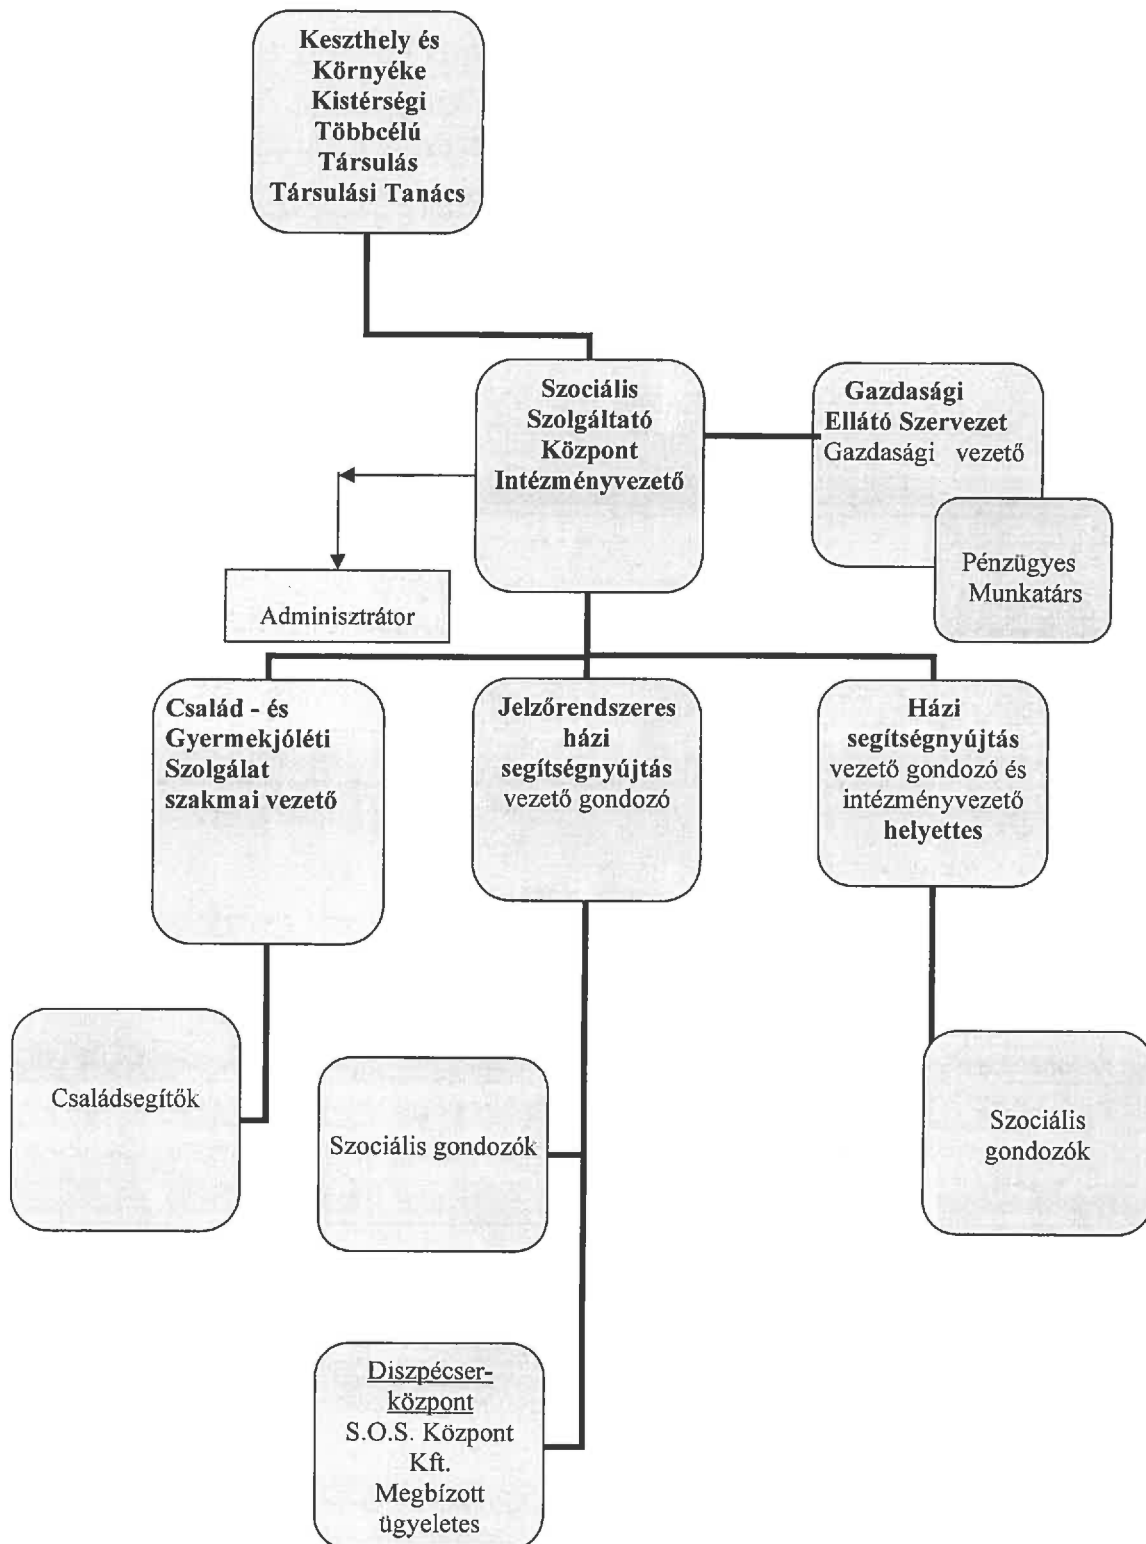 Keszthely és
Környéke
Kistérségi
Többcélú
Társulás
Társulási Tanács
Szociális
Szolgáltató
Központ
Intézményvezető
Gazdasági
Ellátó Szervezet
Gazdasági vezető
Pénzügyes
Munkatárs
Adminisztrátor
Család - és
Gyermekjóléti
Szolgálat
szakmai vezető
Jelzőrendszeres
házi
segítségnyújtás
vezető gondozó
Házi
segítségnyújtás
vezető gondozó és
intézményvezető
helyettes
Családsegítők
Szociális gondozók
Szociális
gondozók
Diszpécser-
központ
S.O.S. Központ
Kft.
Megbízott
ügyeletes